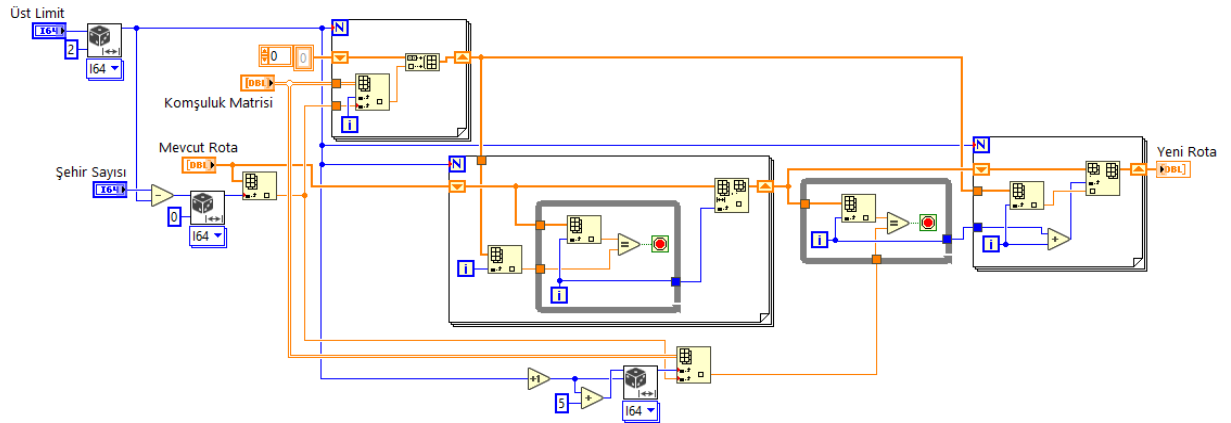 Üst Limit
I64
2
I64
N
0
0
[DBL]
Komşuluk Matrisi
i
Mevcut Rota
[DBL]
Şehir Sayısı
I64
-
0
I64
N
i
=
i
i
=
N
i
+
Yeni Rota
DBL]
+1
5
+
I64